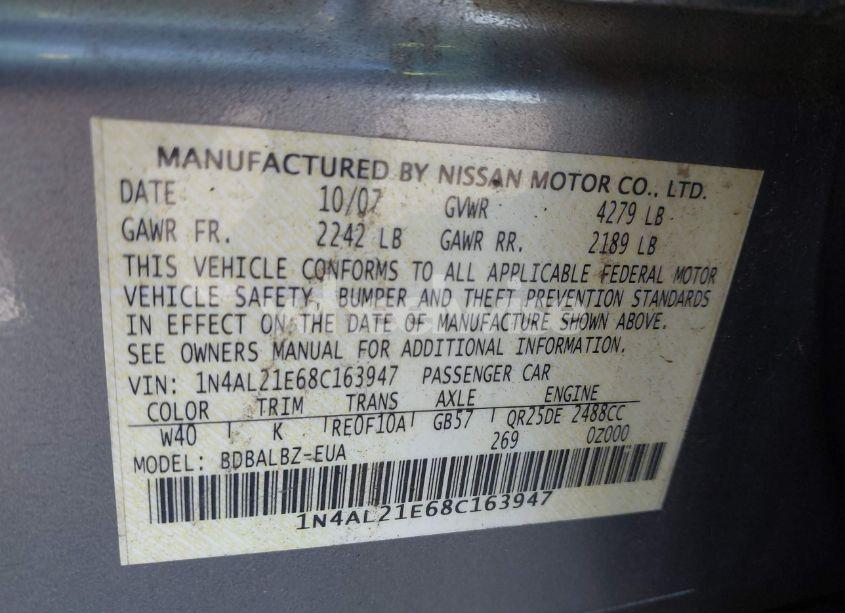 MANUFACTURED BY NISSAN MOTOR CO., LTD.
DATE 10/07 GVWR 4279 LB
GAWR FR. 2242 LB GAWR RR. 2189 LB
THIS VEHICLE CONFORMS TO ALL APPLICABLE FEDERAL MOTOR
VEHICLE SAFETY, BUMPER AND THEFT PREVENTION STANDARDS
IN EFFECT ON THE DATE OF MANUFACTURE SHOWN ABOVE.
SEE OWNERS MANUAL FOR ADDITIONAL INFORMATION.
VIN: 1N4AL21E68C163947 PASSENGER CAR
COLOR TRIM TRANS AXLE ENGINE
W40 K RE0F10A GB57 QR25DE 2488CC
269 0Z000
MODEL: BDBALBZ-EUA
1N4AL21E68C163947